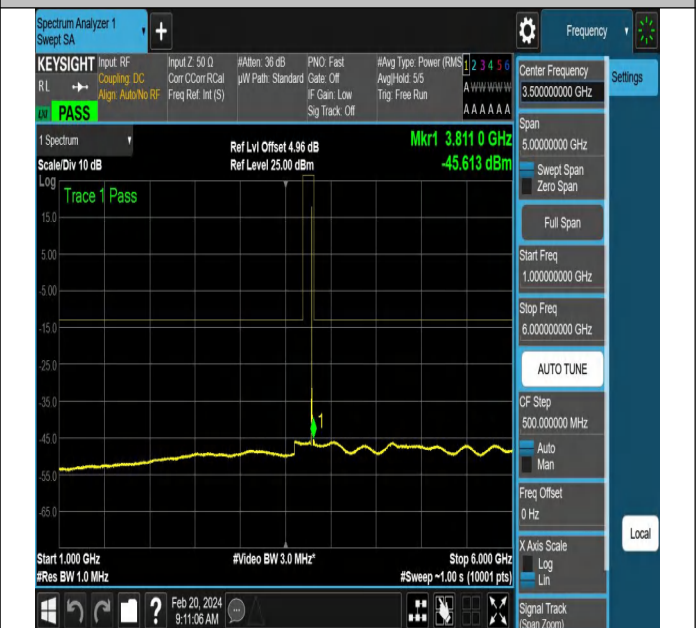 Spectrum Analyzer 1
Swept SA
+
Frequency
KEYSIGHT
RL
PASS
Input: RF
Coupling: DC
Align: Auto/No RF
Input Z: 50 Ω
Corr CCorr RCal
Freq Ref: Int (S)
#Atten: 36 dB
µW Path: Standard
PNO: Fast
Gate: Off
IF Gain: Low
Sig Track: Off
#Avg Type: Power (RMS
Avg|Hold: 5/5
Trig: Free Run
1 2 3 4 5 6
A W W W W W
A A A A A A
1 Spectrum
Scale/Div 10 dB
Log
Ref Lvl Offset 4.96 dB
Ref Level 25.00 dBm
Mkr1 3.811 0 GHz
-45.613 dBm
Trace 1 Pass
15.0
5.00
-5.00
-15.0
-25.0
-35.0
-45.0
-55.0
-65.0
1
Start 1.000 GHz
#Res BW 1.0 MHz
#Video BW 3.0 MHz*
Stop 6.000 GHz
#Sweep ~1.00 s (10001 pts)
Center Frequency
3.500000000 GHz
Settings
Span
5.00000000 GHz
Swept Span
Zero Span
Full Span
Start Freq
1.000000000 GHz
Stop Freq
6.000000000 GHz
AUTO TUNE
CF Step
500.000000 MHz
Auto
Man
Freq Offset
0 Hz
X Axis Scale
Log
Lin
Local
Signal Track
(Span Zoom)
?
Feb 20, 2024
9:11:06 AM